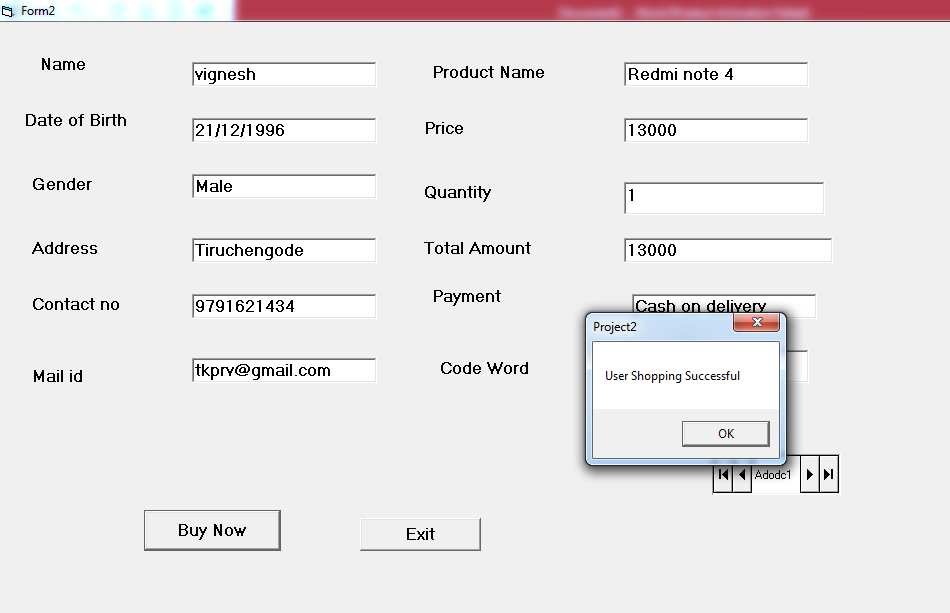 Form2
Name
vignesh
Product Name
Redmi note 4
Date of Birth
21/12/1996
Price
13000
Gender
Male
Quantity
1
Address
Tiruchengode
Total Amount
13000
Contact no
9791621434
Payment
Cash on delivery
Mail id
tkprv@gmail.com
Code Word
Project2
User Shopping Successful
OK
Adodc1
Buy Now
Exit